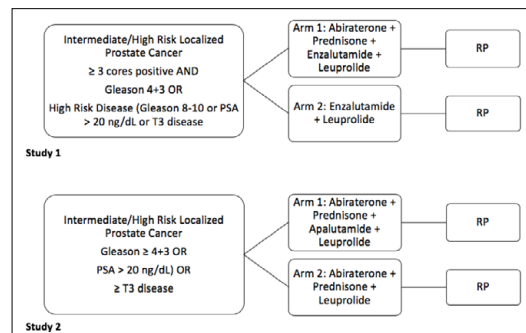 Intermediate/High Risk Localized
Prostate Cancer
≥ 3 cores positive AND
Gleason 4+3 OR
High Risk Disease (Gleason 8-10 or PSA
> 20 ng/dL or T3 disease
Arm 1: Abiraterone +
Prednisone +
Enzalutamide +
Leuprolide
RP
Arm 2: Enzalutamide
+ Leuprolide
RP
Study 1
Intermediate/High Risk Localized
Prostate Cancer
Gleason ≥ 4+3 OR
PSA > 20 ng/dL) OR
≥ T3 disease
Arm 1: Abiraterone +
Prednisone +
Apalutamide +
Leuprolide
RP
Arm 2: Abiraterone +
Prednisone +
Leuprolide
RP
Study 2